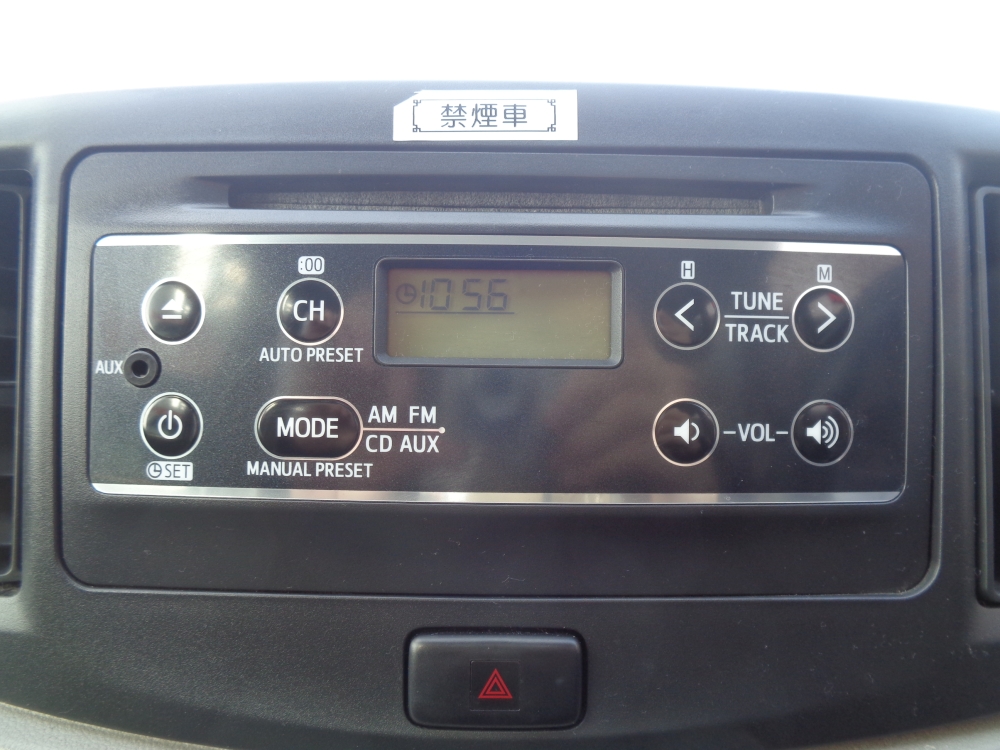 禁煙車
:00
CH
AUTO PRESET
10 56
H
M
TUNE
TRACK
AUX
MODE
AM FM
CD AUX
MANUAL PRESET
SET
-VOL-